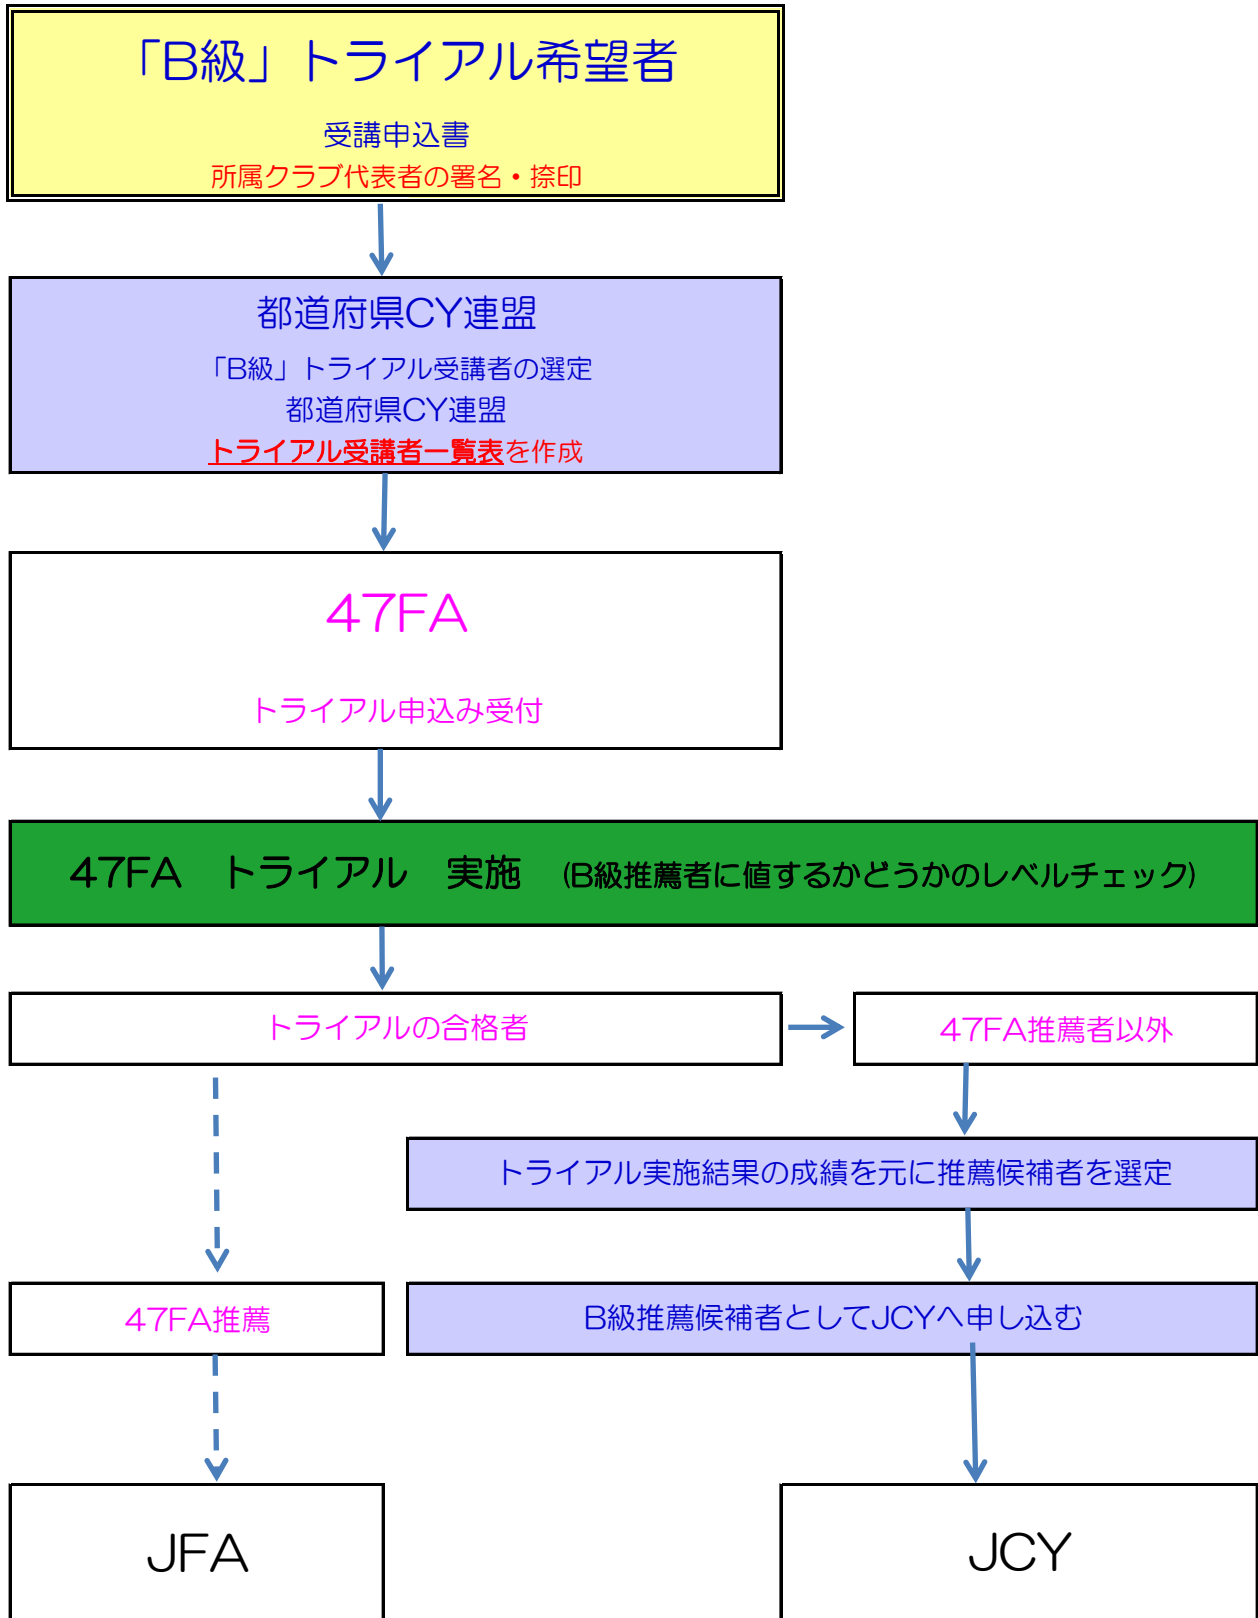 「B級」トライアル希望者
受講申込書
所属クラブ代表者の署名・捺印
都道府県CY連盟
「B級」トライアル受講者の選定
都道府県CY連盟
トライアル受講者一覧表を作成
47FA
トライアル申込み受付
47FA　トライアル　実施　(B級推薦者に値するかどうかのレベルチェック)
トライアルの合格者
47FA推薦者以外
トライアル実施結果の成績を元に推薦候補者を選定
47FA推薦
B級推薦候補者としてJCYへ申し込む
JFA
JCY